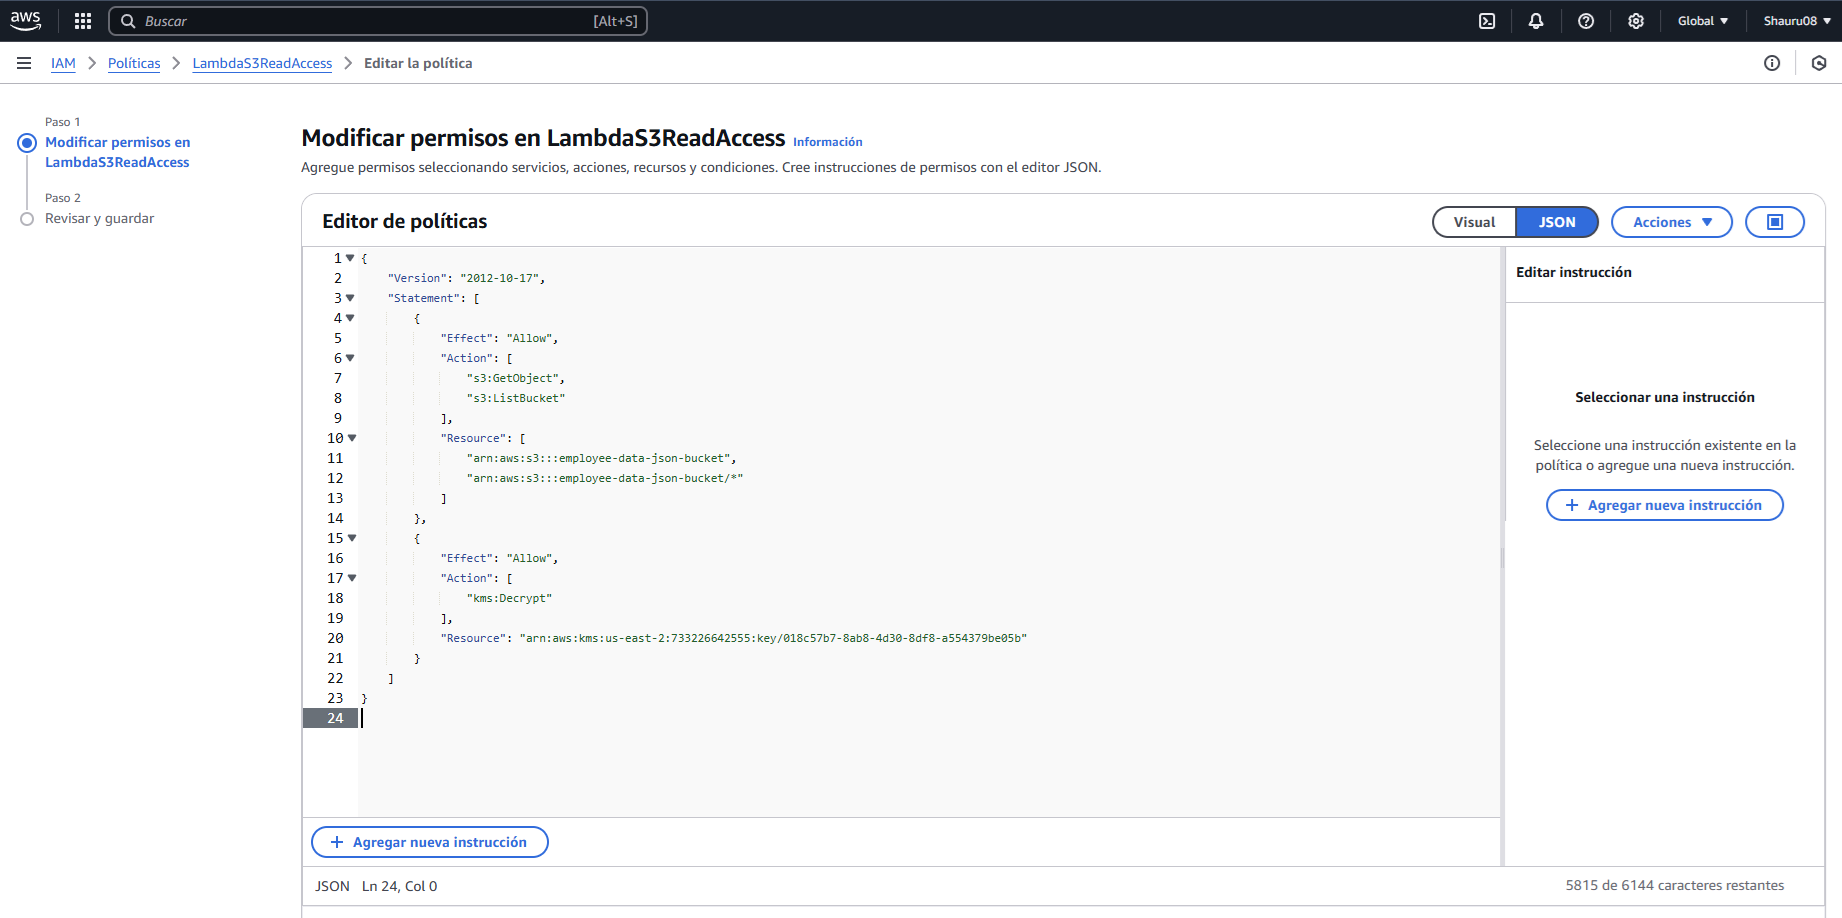 aws
Buscar [Alt+S]
Global
Shauru08
IAM > Políticas > LambdaS3ReadAccess > Editar la política
Paso 1
Modificar permisos en
LambdaS3ReadAccess
Paso 2
Revisar y guardar
Modificar permisos en LambdaS3ReadAccess Información
Agregue permisos seleccionando servicios, acciones, recursos y condiciones. Cree instrucciones de permisos con el editor JSON.
Editor de políticas
Visual JSON Acciones
1 {
2 "Version": "2012-10-17",
3 "Statement": [
4 {
5 "Effect": "Allow",
6 "Action": [
7 "s3:GetObject",
8 "s3:ListBucket"
9 ],
10 "Resource": [
11 "arn:aws:s3:::employee-data-json-bucket",
12 "arn:aws:s3:::employee-data-json-bucket/*"
13 ]
14 },
15 {
16 "Effect": "Allow",
17 "Action": [
18 "kms:Decrypt"
19 ],
20 "Resource": "arn:aws:kms:us-east-2:733226642555:key/018c57b7-8ab8-4d30-8df8-a554379be05b"
21 }
22 ]
23 }
24
Editar instrucción
Seleccionar una instrucción
Seleccione una instrucción existente en la
política o agregue una nueva instrucción.
+ Agregar nueva instrucción
+ Agregar nueva instrucción
JSON Ln 24, Col 0
5815 de 6144 caracteres restantes